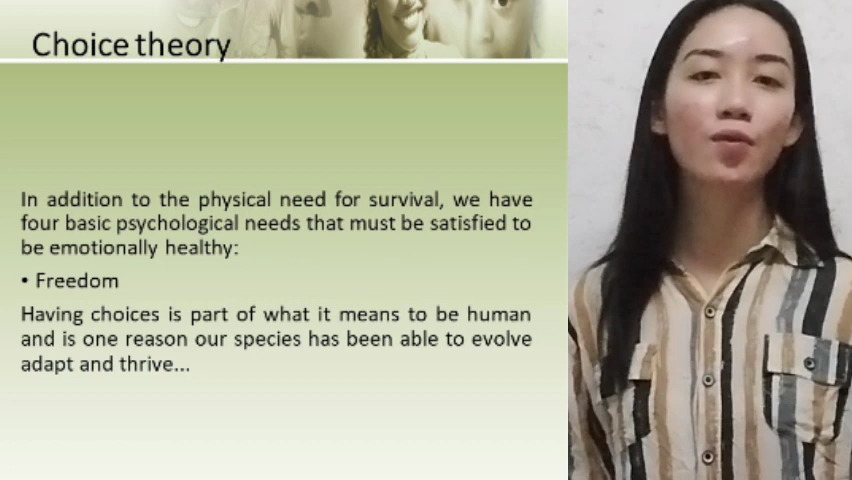 Choice theory
In addition to the physical need for survival, we have
four basic psychological needs that must be satisfied to
be emotionally healthy:
• Freedom
Having choices is part of what it means to be human
and is one reason our species has been able to evolve
adapt and thrive...